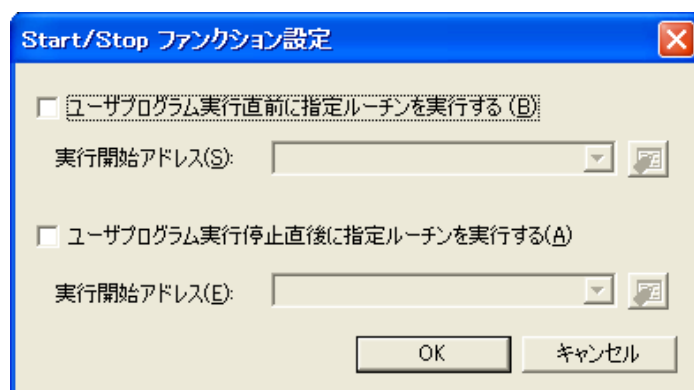 Start/Stop ファンクション設定
ユーザプログラム実行直前に指定ルーチンを実行する(B)
実行開始アドレス(S):
ユーザプログラム実行停止直後に指定ルーチンを実行する(A)
実行開始アドレス(E):
OK キャンセル